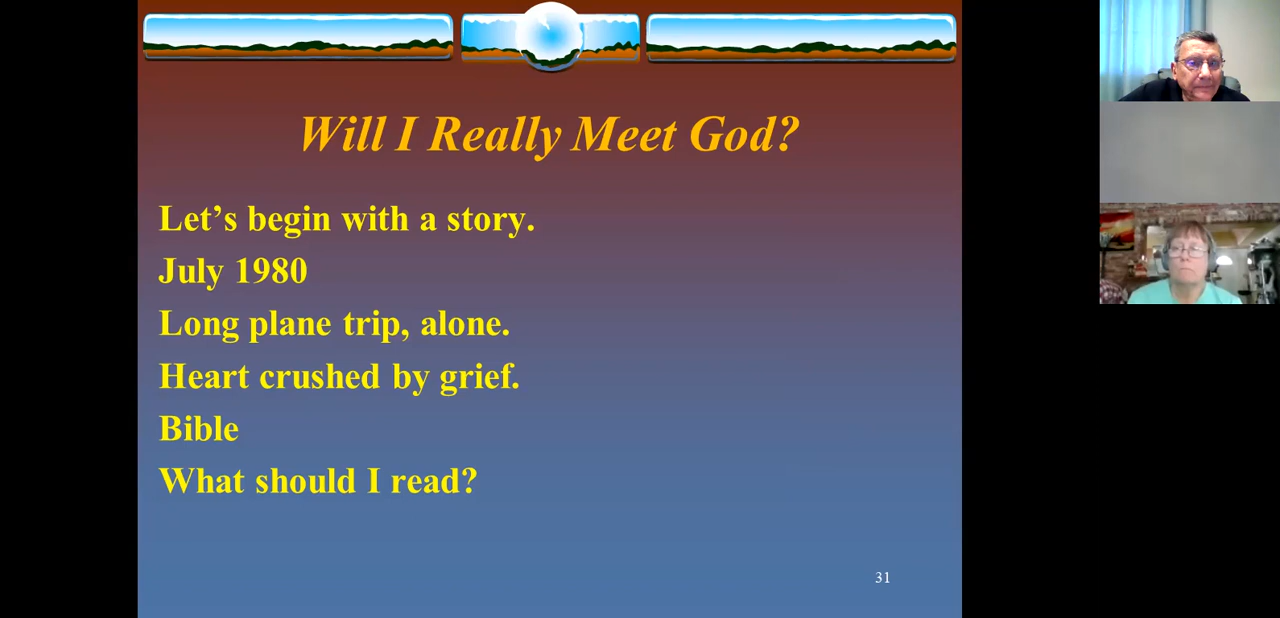 Will I Really Meet God?
Let’s begin with a story.
July 1980
Long plane trip, alone.
Heart crushed by grief.
Bible
What should I read?
31